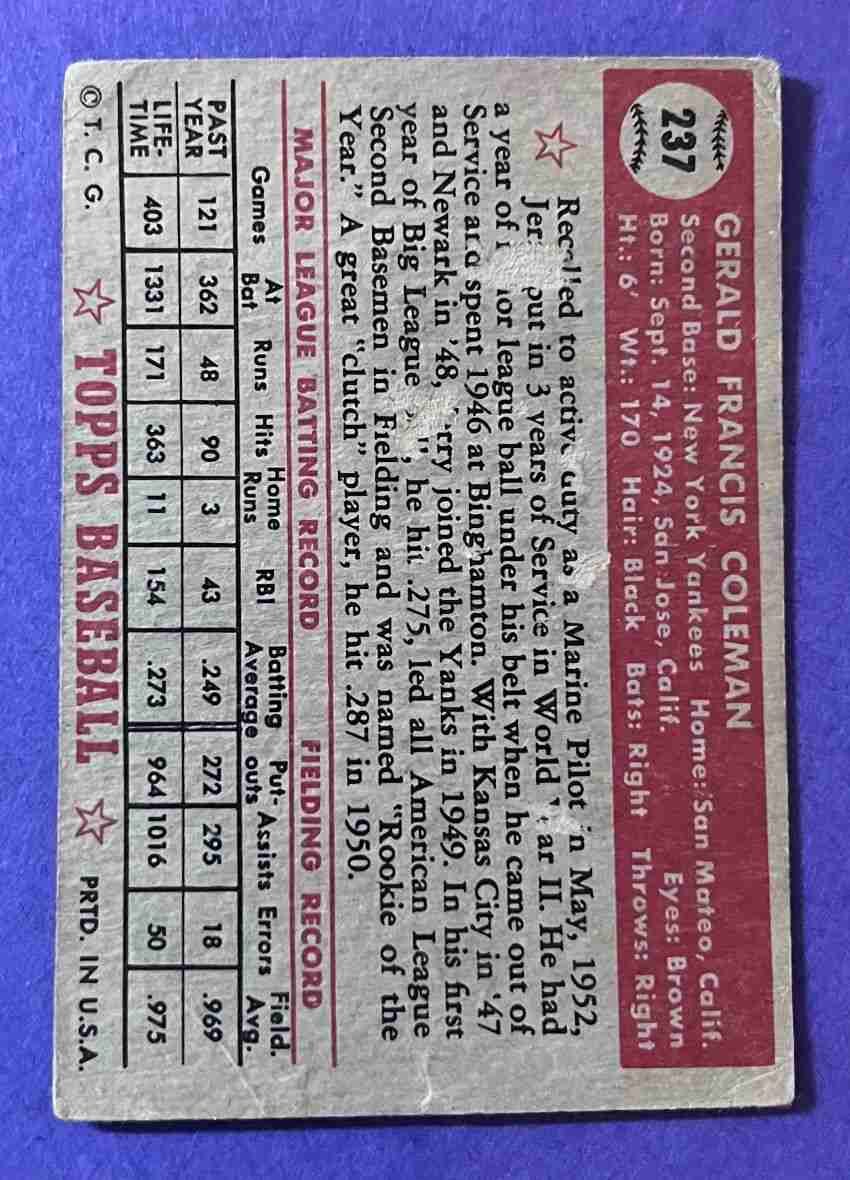 237
GERALD FRANCIS COLEMAN
Second Base: New York Yankees Home: San Mateo, Calif.
Born: Sept. 14, 1924, San Jose, Calif. Eyes: Brown
Ht.: 6' Wt.: 170 Hair: Black Bats: Right Throws: Right
to active duty as a Marine Pilot in May, 1952,
put in 3 years of Service in World II. He had
a year of league ball under his belt when he came out of
Service and spent 1946 at Binghamton. With Kansas City in '47
and Newark in '48, joined the Yanks in 1949. In his first
year of Big League he hit .275, led all American League
Second Basemen in Fielding and was named "Rookie of the
Year." A great "clutch" player, he hit .287 in 1950.
MAJOR LEAGUE BATTING RECORD FIELDING RECORD
Games At Bat Runs Hits Home Runs RBI Batting Average Put-outs Assists Errors Field. Avg.
PAST YEAR 121 362 48 90 3 43 .249 272 295 18 .969
LIFE-TIME 403 1331 171 363 11 154 .273 964 1016 50 .975
© T. C. G. TOPPS BASEBALL PRTD. IN U.S.A.